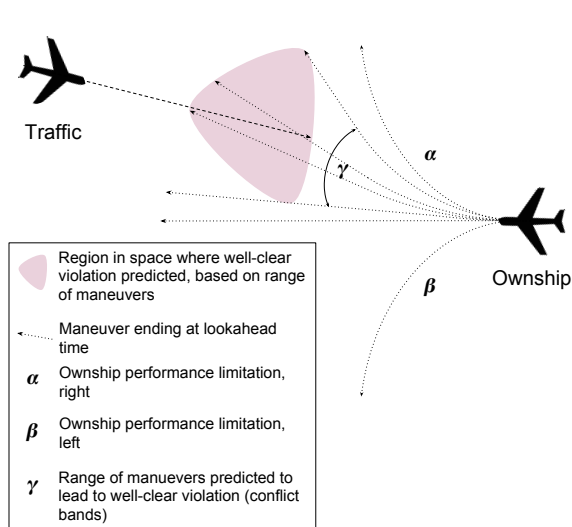 Traffic
α
γ
Ownship
β
Region in space where well-clear
violation predicted, based on range
of maneuvers
Maneuver ending at lookahead
time
α Ownship performance limitation,
right
β Ownship performance limitation,
left
γ Range of manuevers predicted to
lead to well-clear violation (conflict
bands)